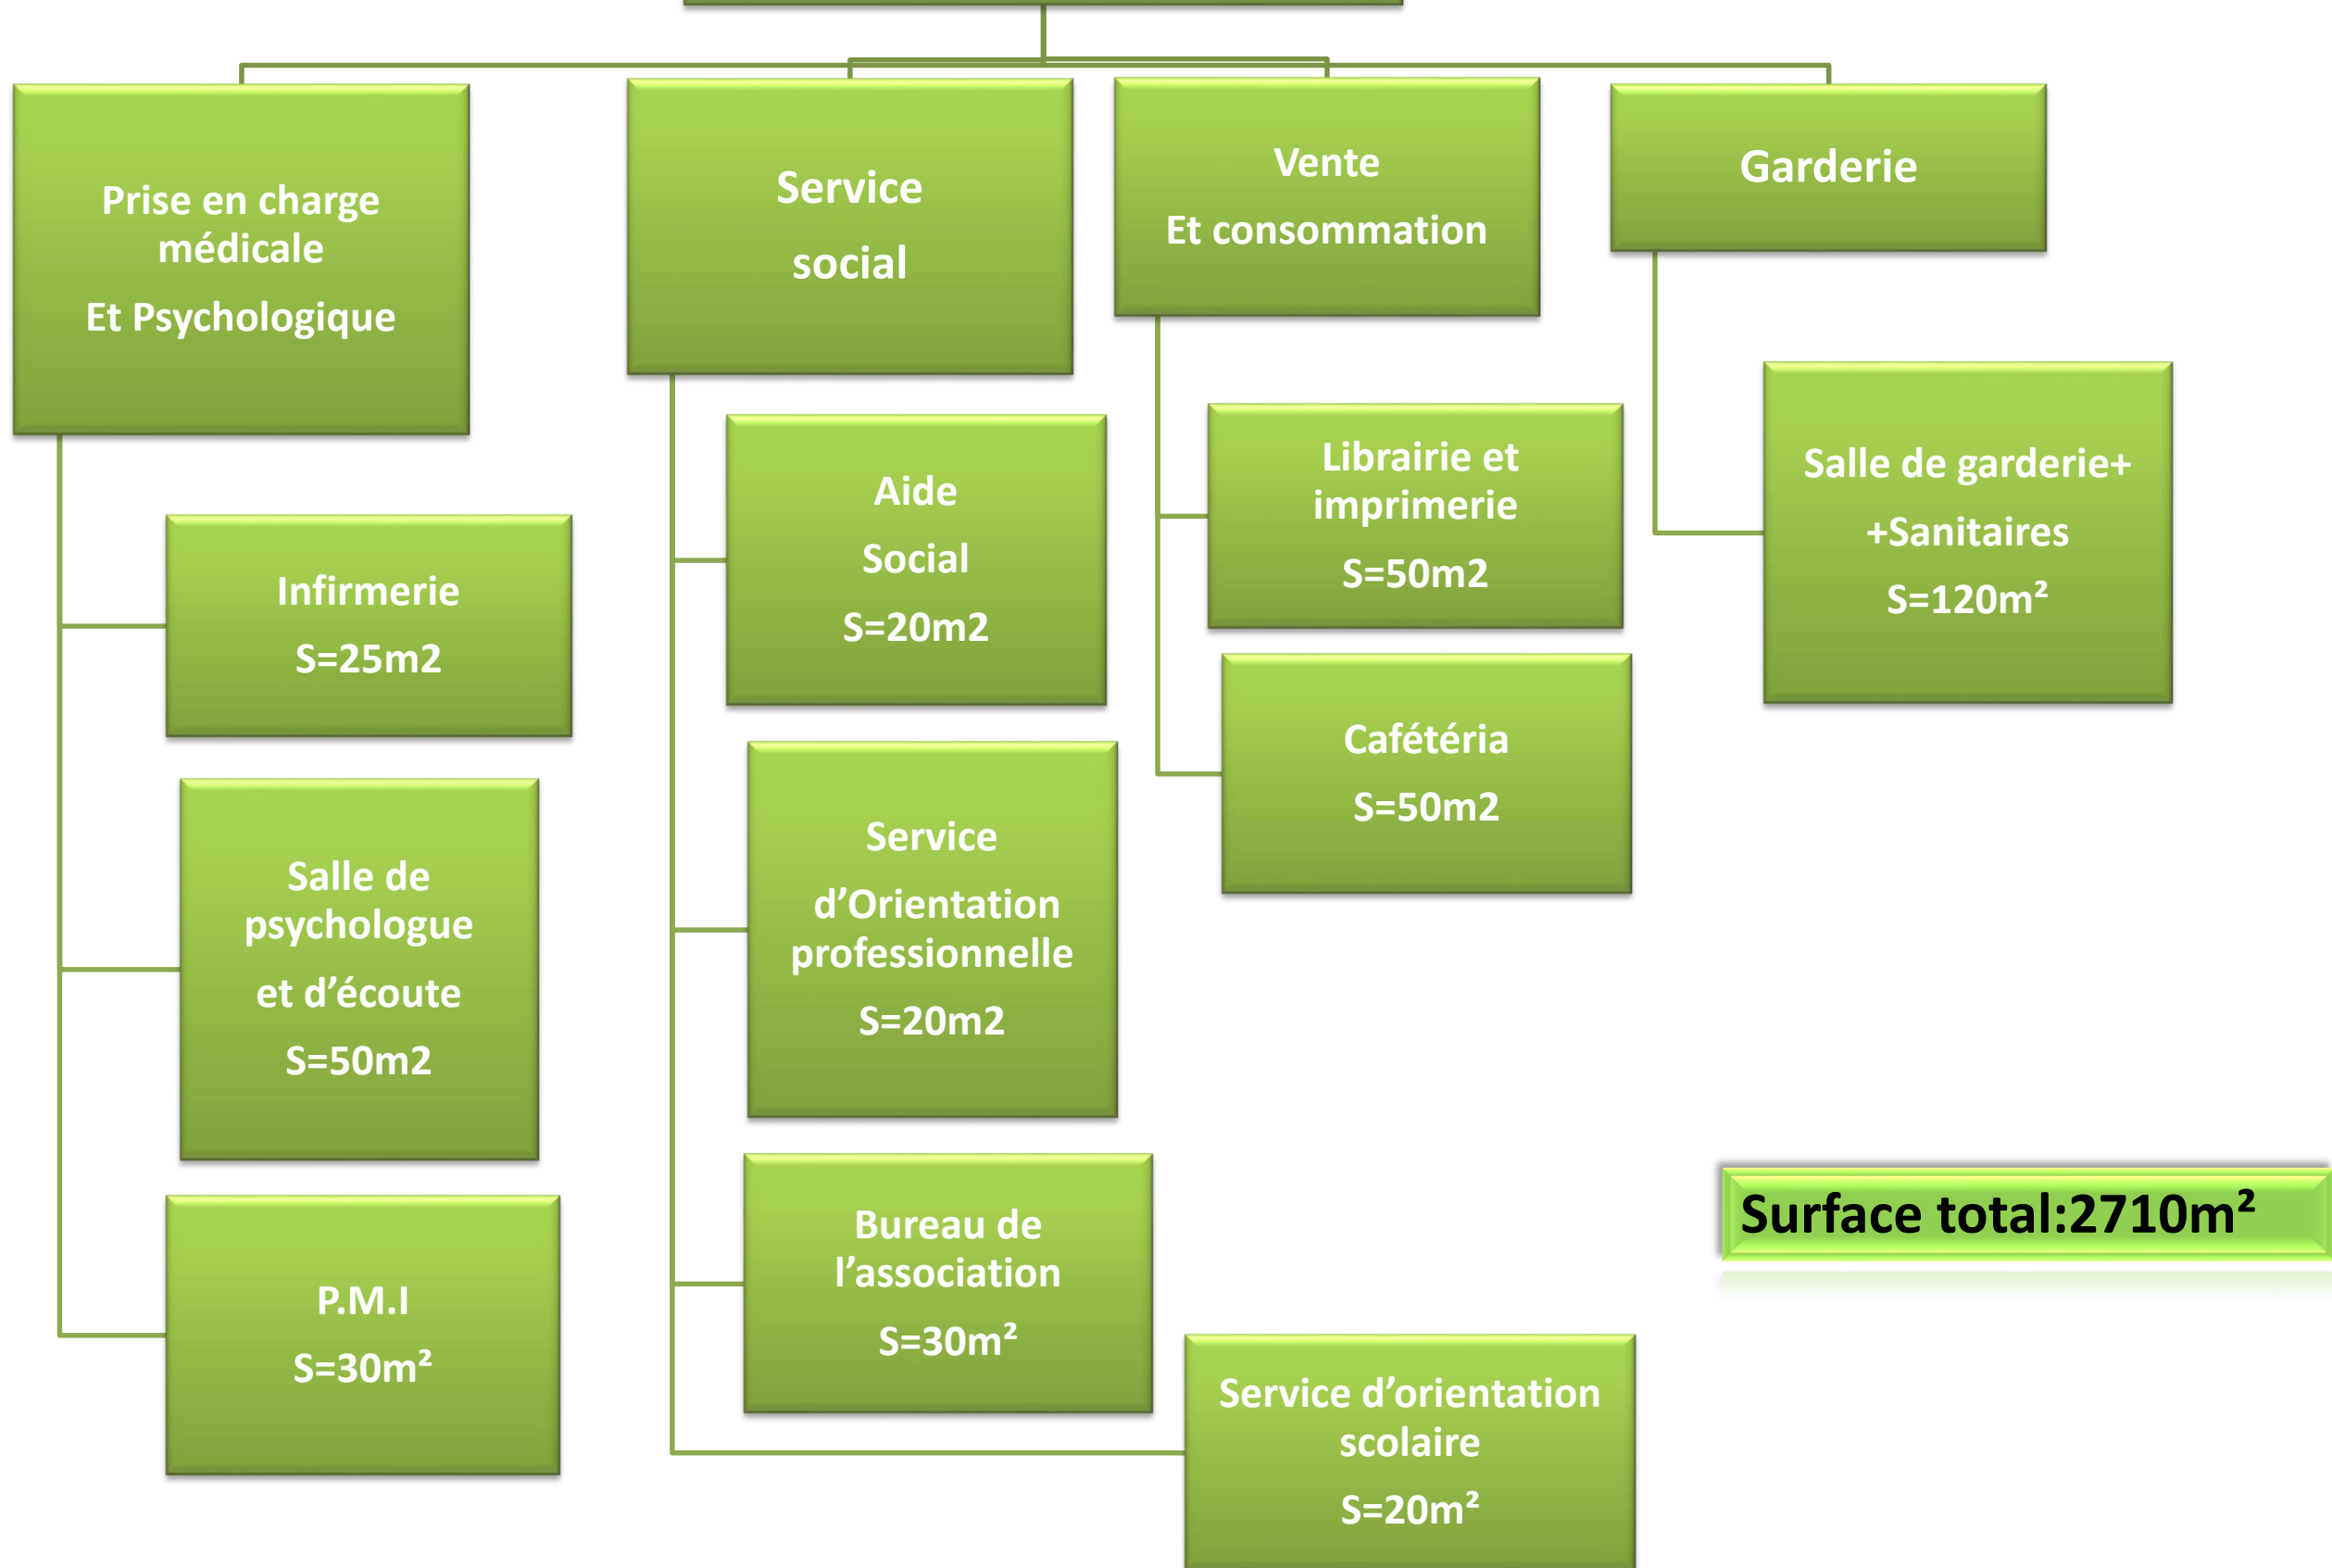 Prise en charge
médicale
Et Psychologique
Infirmerie
S=25m2
Salle de
psychologue
et d’écoute
S=50m2
P.M.I
S=30m²
Service
social
Aide
Social
S=20m2
Service
d’Orientation
professionnelle
S=20m2
Bureau de
l’association
S=30m²
Service d’orientation
scolaire
S=20m²
Vente
Et consommation
Librairie et
imprimerie
S=50m2
Cafétéria
S=50m2
Garderie
Salle de garderie+
+Sanitaires
S=120m²
Surface total:2710m²